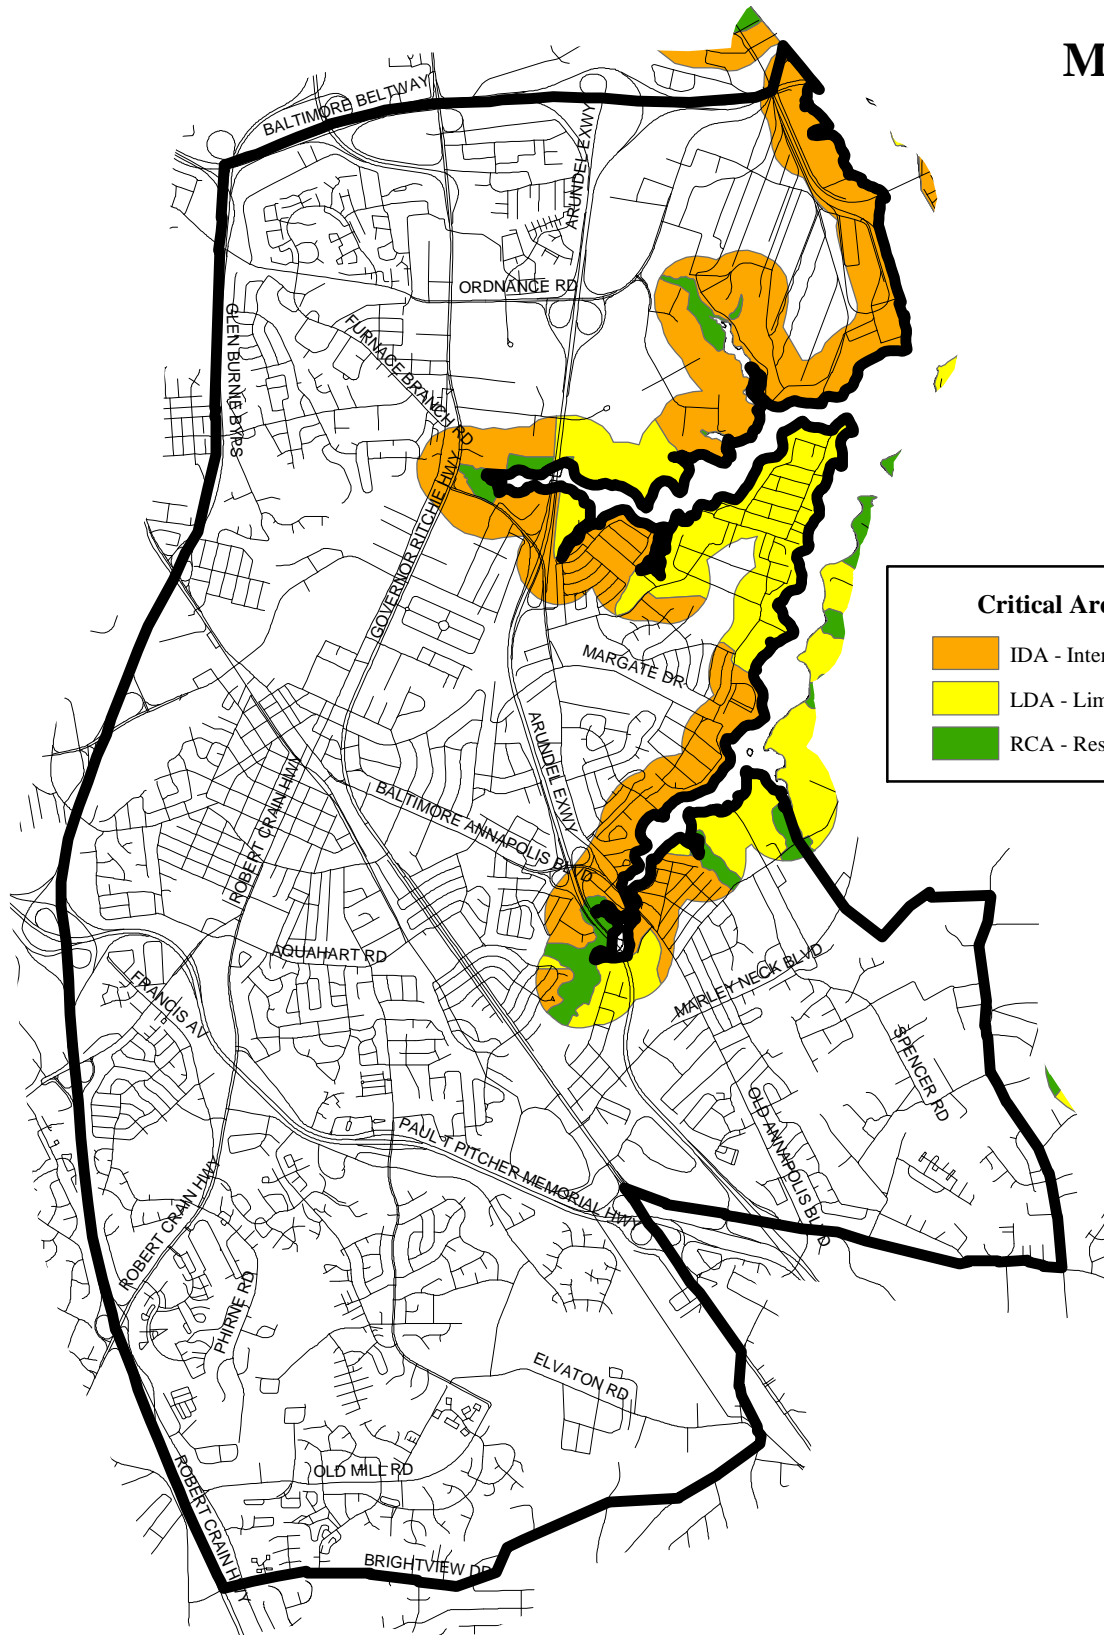 M
BALTIMORE BELTWAY
ARUNDEL EXWY
ORDNANCE RD
GLEN BURNIE BYPS
FURNACE BRANCH RD
GOVERNOR RITCHIE HWY
Critical Are
IDA - Inter
LDA - Lim
RCA - Res
MARGATE DR
ARUNDEL EXWY
ROBERT CRAIN HWY
BALTIMORE ANNAPOLIS BLVD
AQUAHART RD
FRANCIS AV
MARLEY NECK BLVD
SPENCER RD
OLD ANNAPOLIS BLVD
PAUL T PITCHER MEMORIAL HWY
ROBERT CRAIN HWY
PHIRNE RD
ELVATON RD
OLD MILL RD
ROBERT CRAIN HWY
BRIGHTVIEW DR